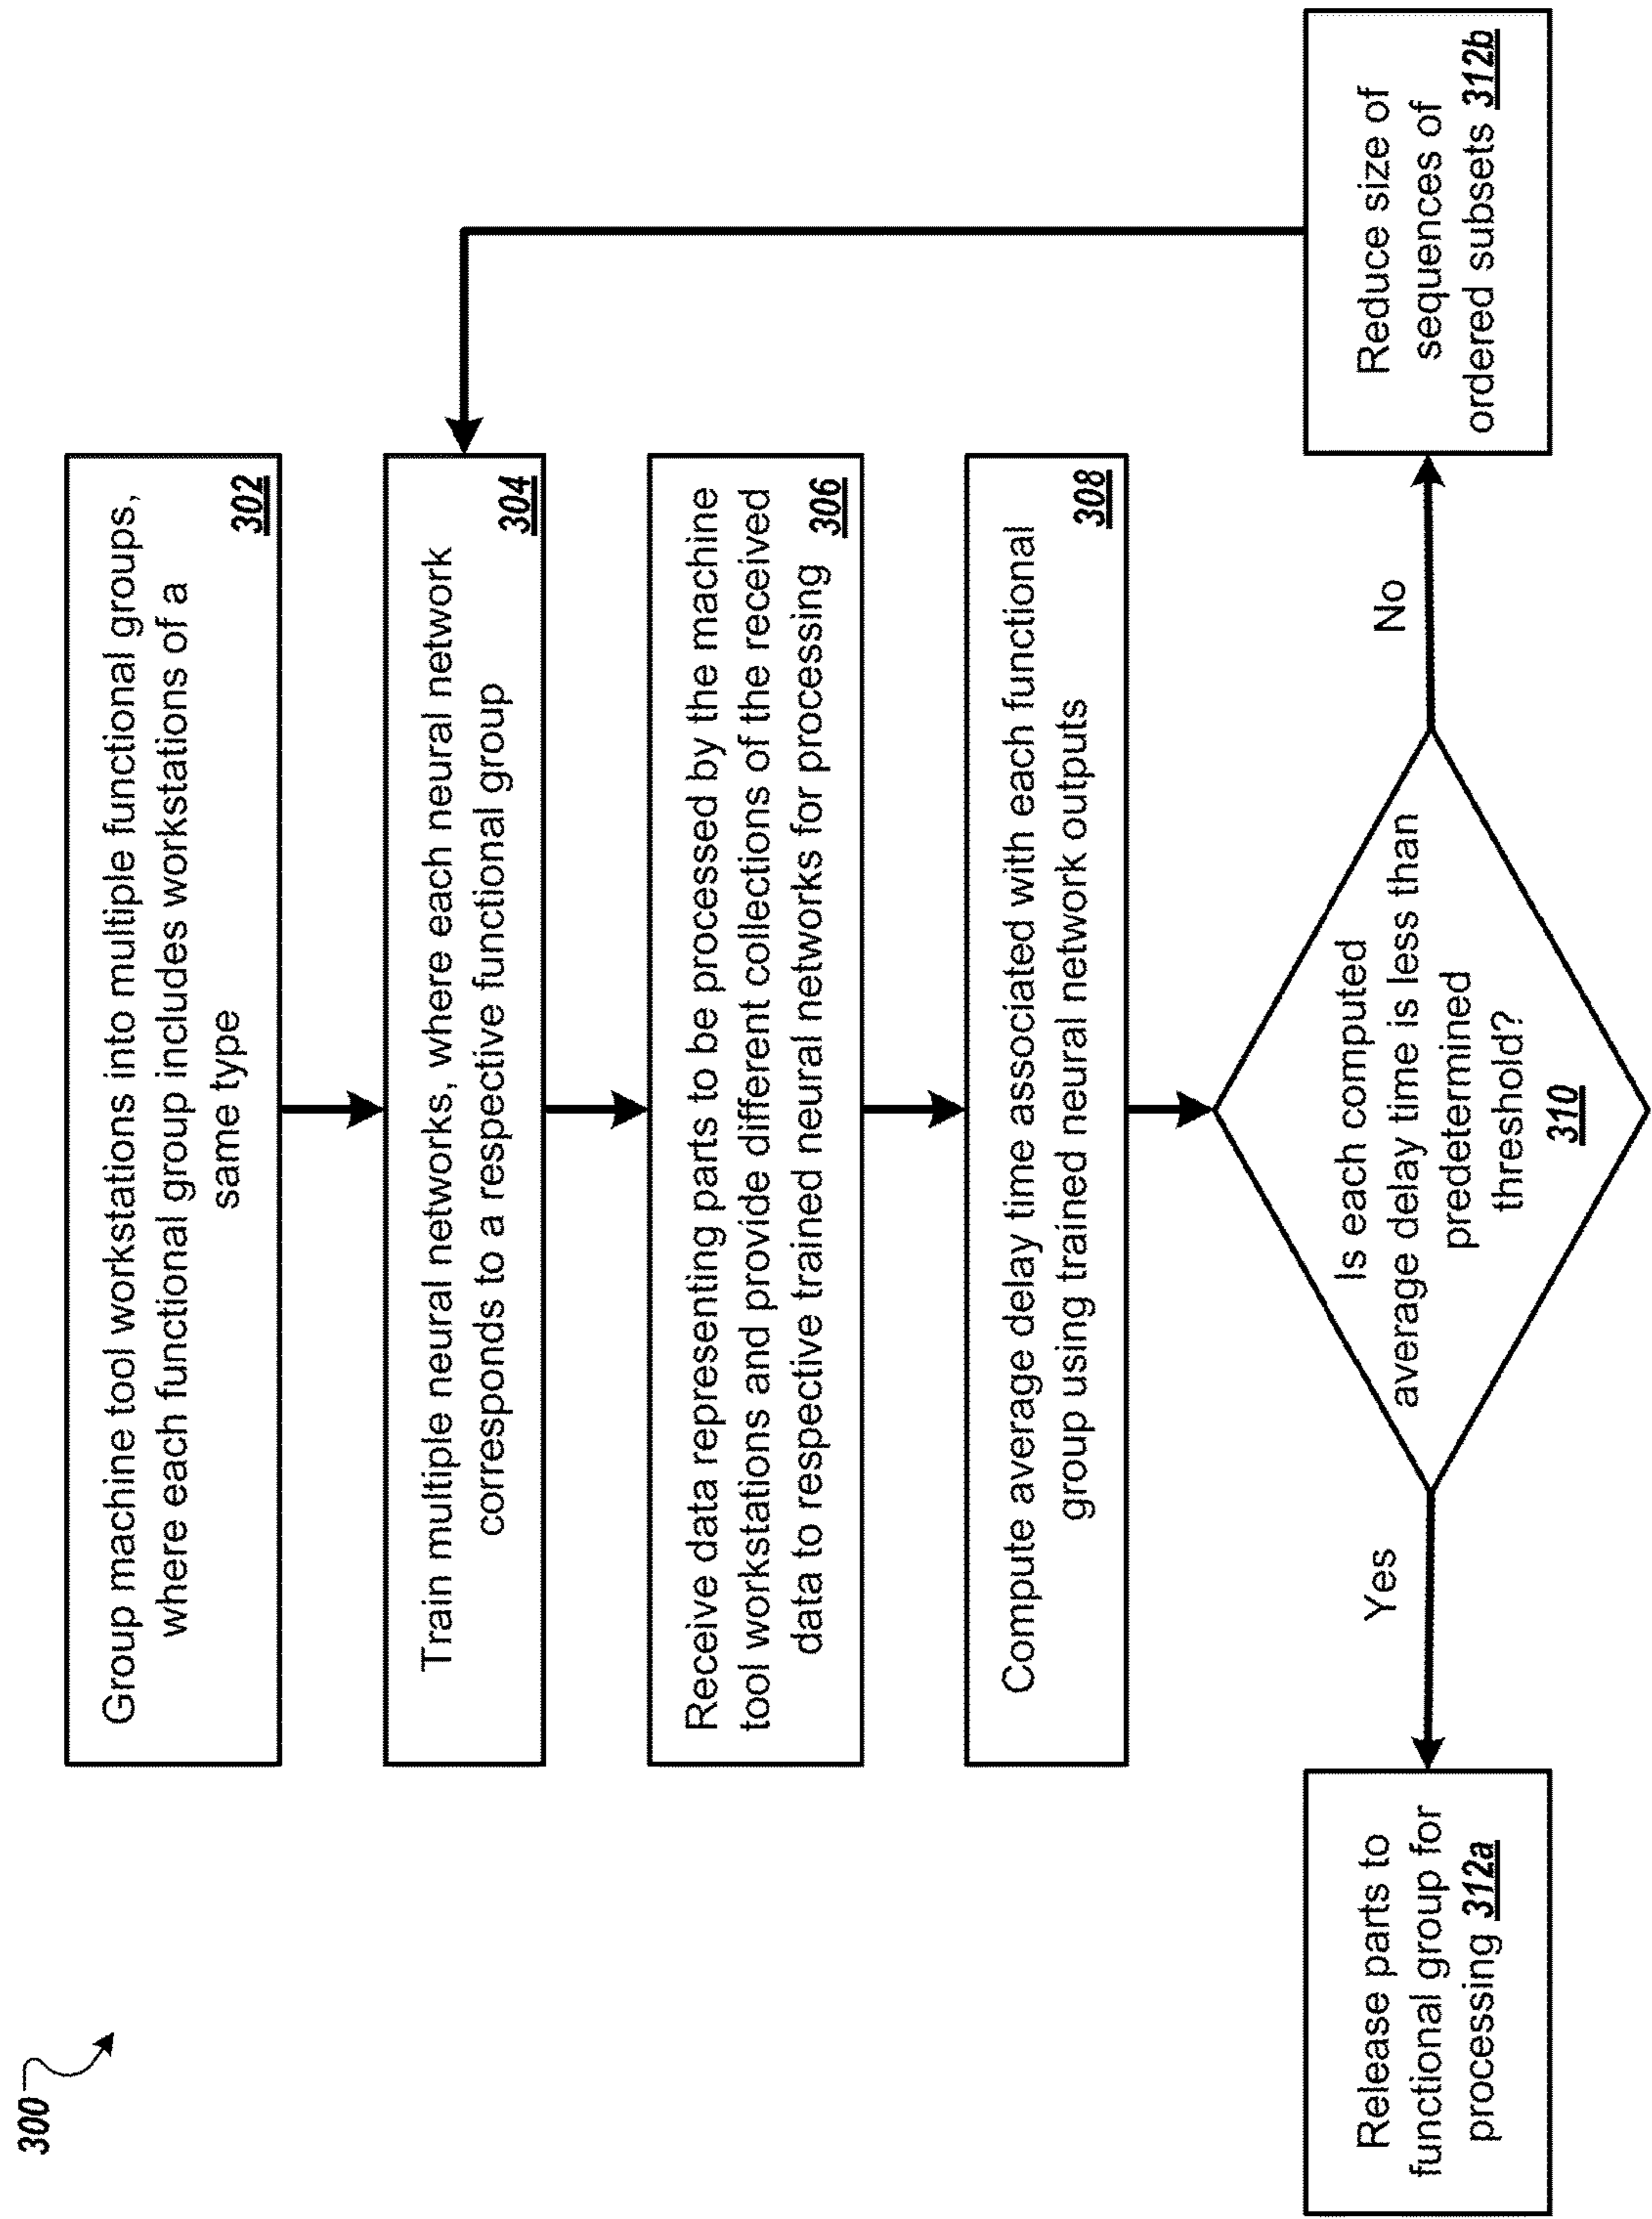 300
Group machine tool workstations into multiple functional groups,
where each functional group includes workstations of a
same type
302
Train multiple neural networks, where each neural network
corresponds to a respective functional group
304
Receive data representing parts to be processed by the machine
tool workstations and provide different collections of the received
data to respective trained neural networks for processing 306
Compute average delay time associated with each functional
group using trained neural network outputs
308
Is each computed
average delay time is less than
predetermined
threshold?
310
Yes
No
Release parts to
functional group for
processing 312a
Reduce size of
sequences of
ordered subsets 312b